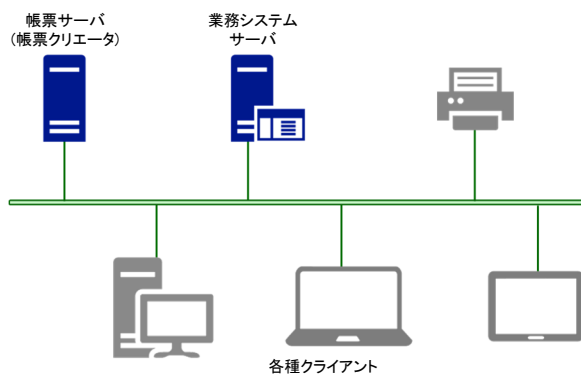 帳票サーバ
(帳票クリエータ)
業務システム
サーバ
各種クライアント